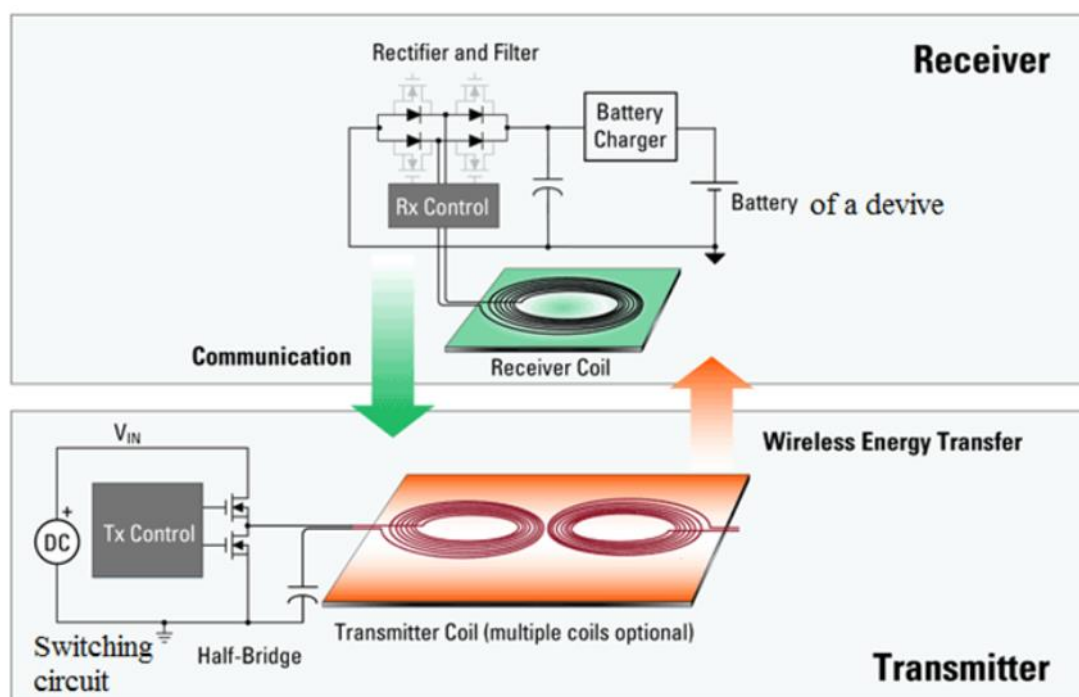 Receiver
Rectifier and Filter
Battery
Charger
Rx Control
Battery of a devive
Communication
Receiver Coil
Wireless Energy Transfer
VIN
+
DC
Tx Control
Transmitter Coil (multiple coils optional)
Switching
circuit
Half-Bridge
Transmitter